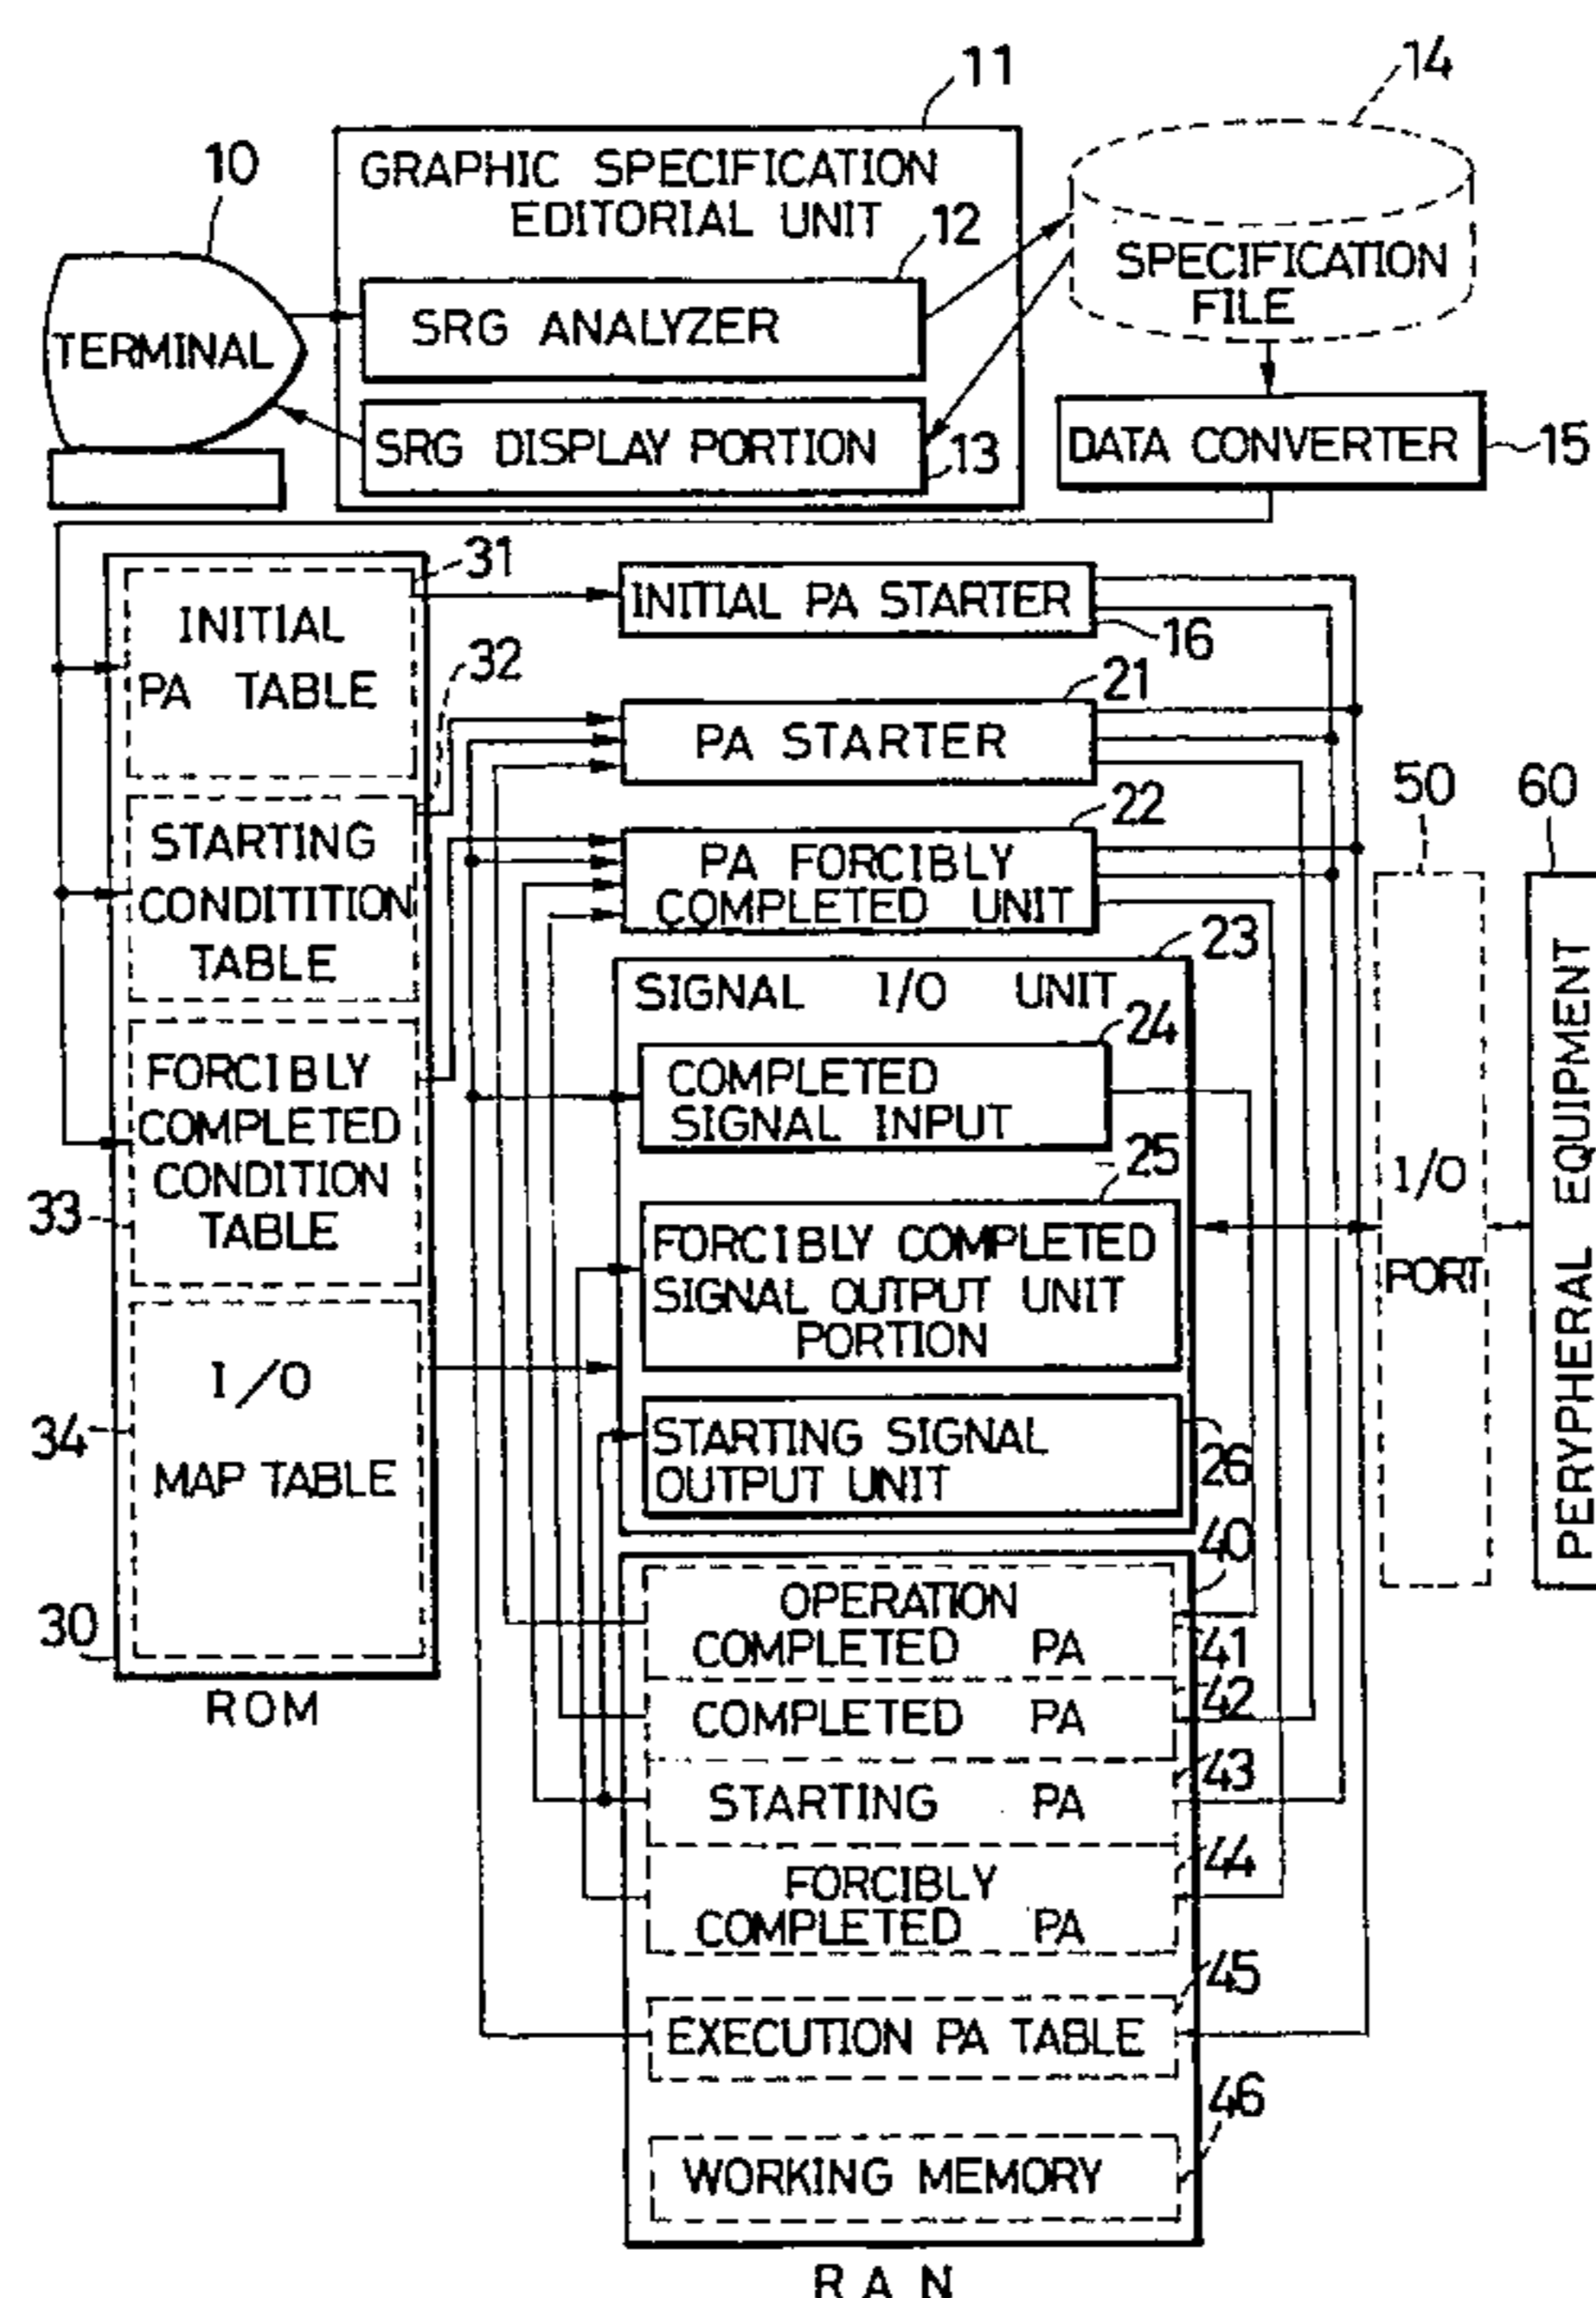 11
14
10
GRAPHIC SPECIFICATION
EDITORIAL UNIT
12
SPECIFICATION
FILE
TERMINAL
SRG ANALYZER
SRG DISPLAY PORTION
13
DATA CONVERTER
15
31
INITIAL
PA TABLE
INITIAL PA STARTER
16
32
21
PA STARTER
STARTING
CONDITITION
TABLE
22
PA FORCIBLY
COMPLETED UNIT
50
60
23
SIGNAL I/O UNIT
24
COMPLETED
SIGNAL INPUT
FORCIBLY
COMPLETED
CONDITION
TABLE
33
25
FORCIBLY COMPLETED
SIGNAL OUTPUT UNIT
PORTION
I/O
PORT
PERYPHERAL EQUIPMENT
I/O
MAP TABLE
34
STARTING SIGNAL
OUTPUT UNIT
26
40
30
ROM
OPERATION
COMPLETED PA
41
COMPLETED PA
42
STARTING PA
43
FORCIBLY
COMPLETED PA
44
45
EXECUTION PA TABLE
46
WORKING MEMORY
RAN